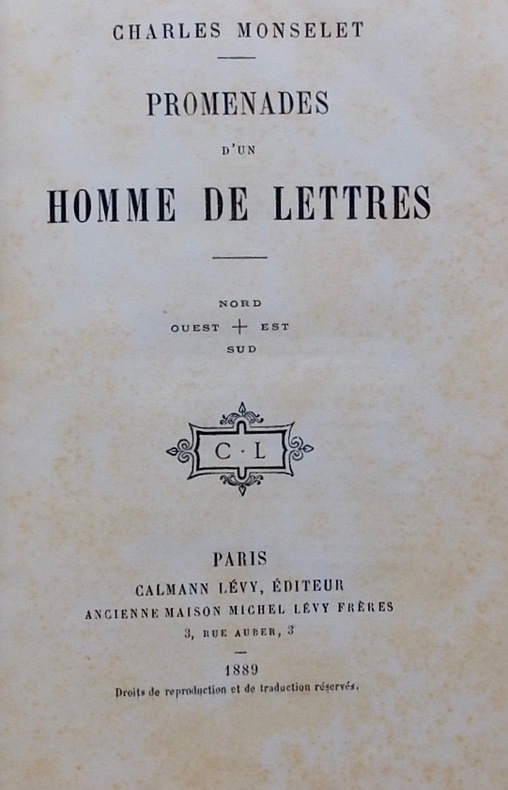 CHARLES MONSELET
PROMENADES
D'UN
HOMME DE LETTRES
NORD
OUEST + EST
SUD
C · L
PARIS
CALMANN LÉVY, ÉDITEUR
ANCIENNE MAISON MICHEL LÉVY FRÈRES
3, RUE AUBER, 3
1889
Droits de reproduction et de traduction réservés.